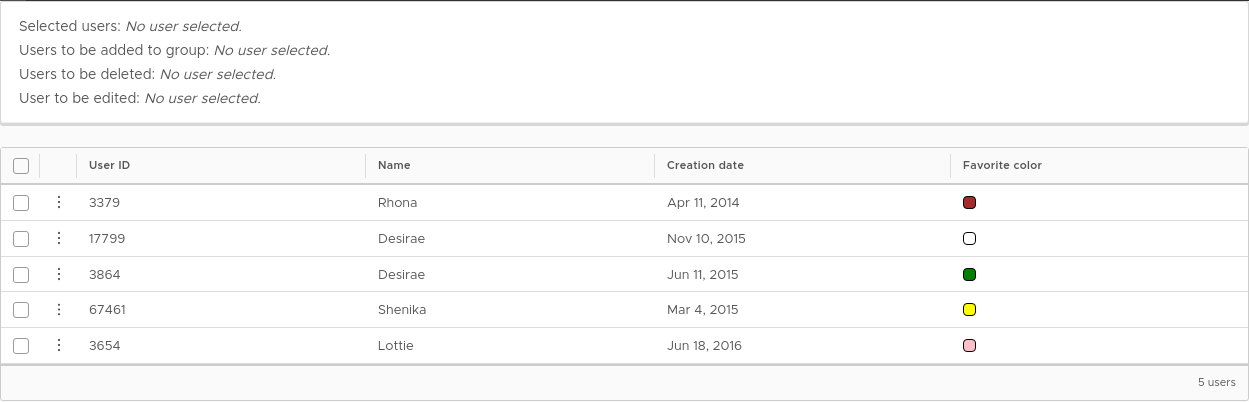 Selected users: No user selected.
Users to be added to group: No user selected.
Users to be deleted: No user selected.
User to be edited: No user selected.
User ID Name Creation date Favorite color
3379 Rhona Apr 11, 2014
17799 Desirae Nov 10, 2015
3864 Desirae Jun 11, 2015
67461 Shenika Mar 4, 2015
3654 Lottie Jun 18, 2016
5 users